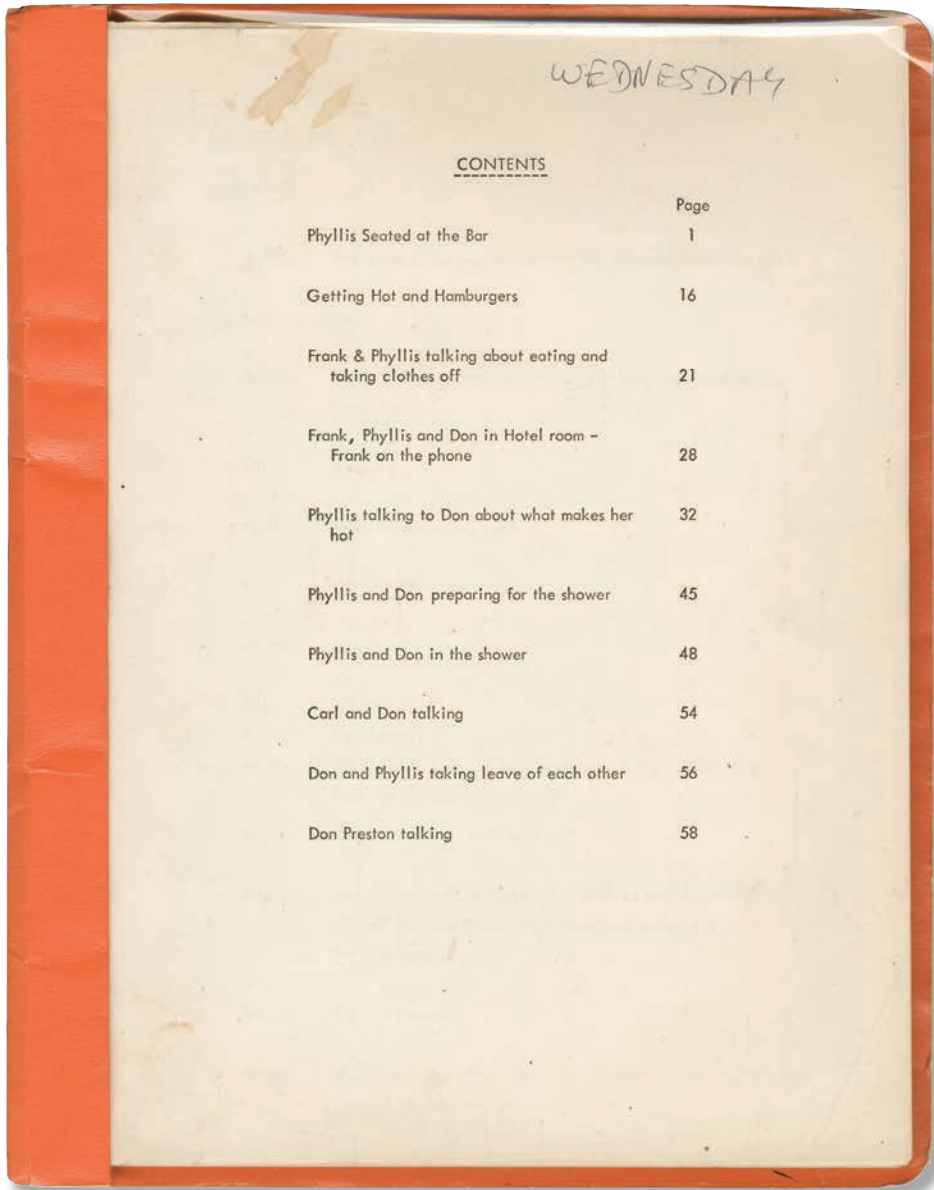 WEDNESDAY
CONTENTS
Page
Phyllis Seated at the Bar 1
Getting Hot and Hamburgers 16
Frank & Phyllis talking about eating and
taking clothes off 21
Frank, Phyllis and Don in Hotel room -
Frank on the phone 28
Phyllis talking to Don about what makes her 32
hot
Phyllis and Don preparing for the shower 45
Phyllis and Don in the shower 48
Carl and Don talking 54
Don and Phyllis taking leave of each other 56
Don Preston talking 58